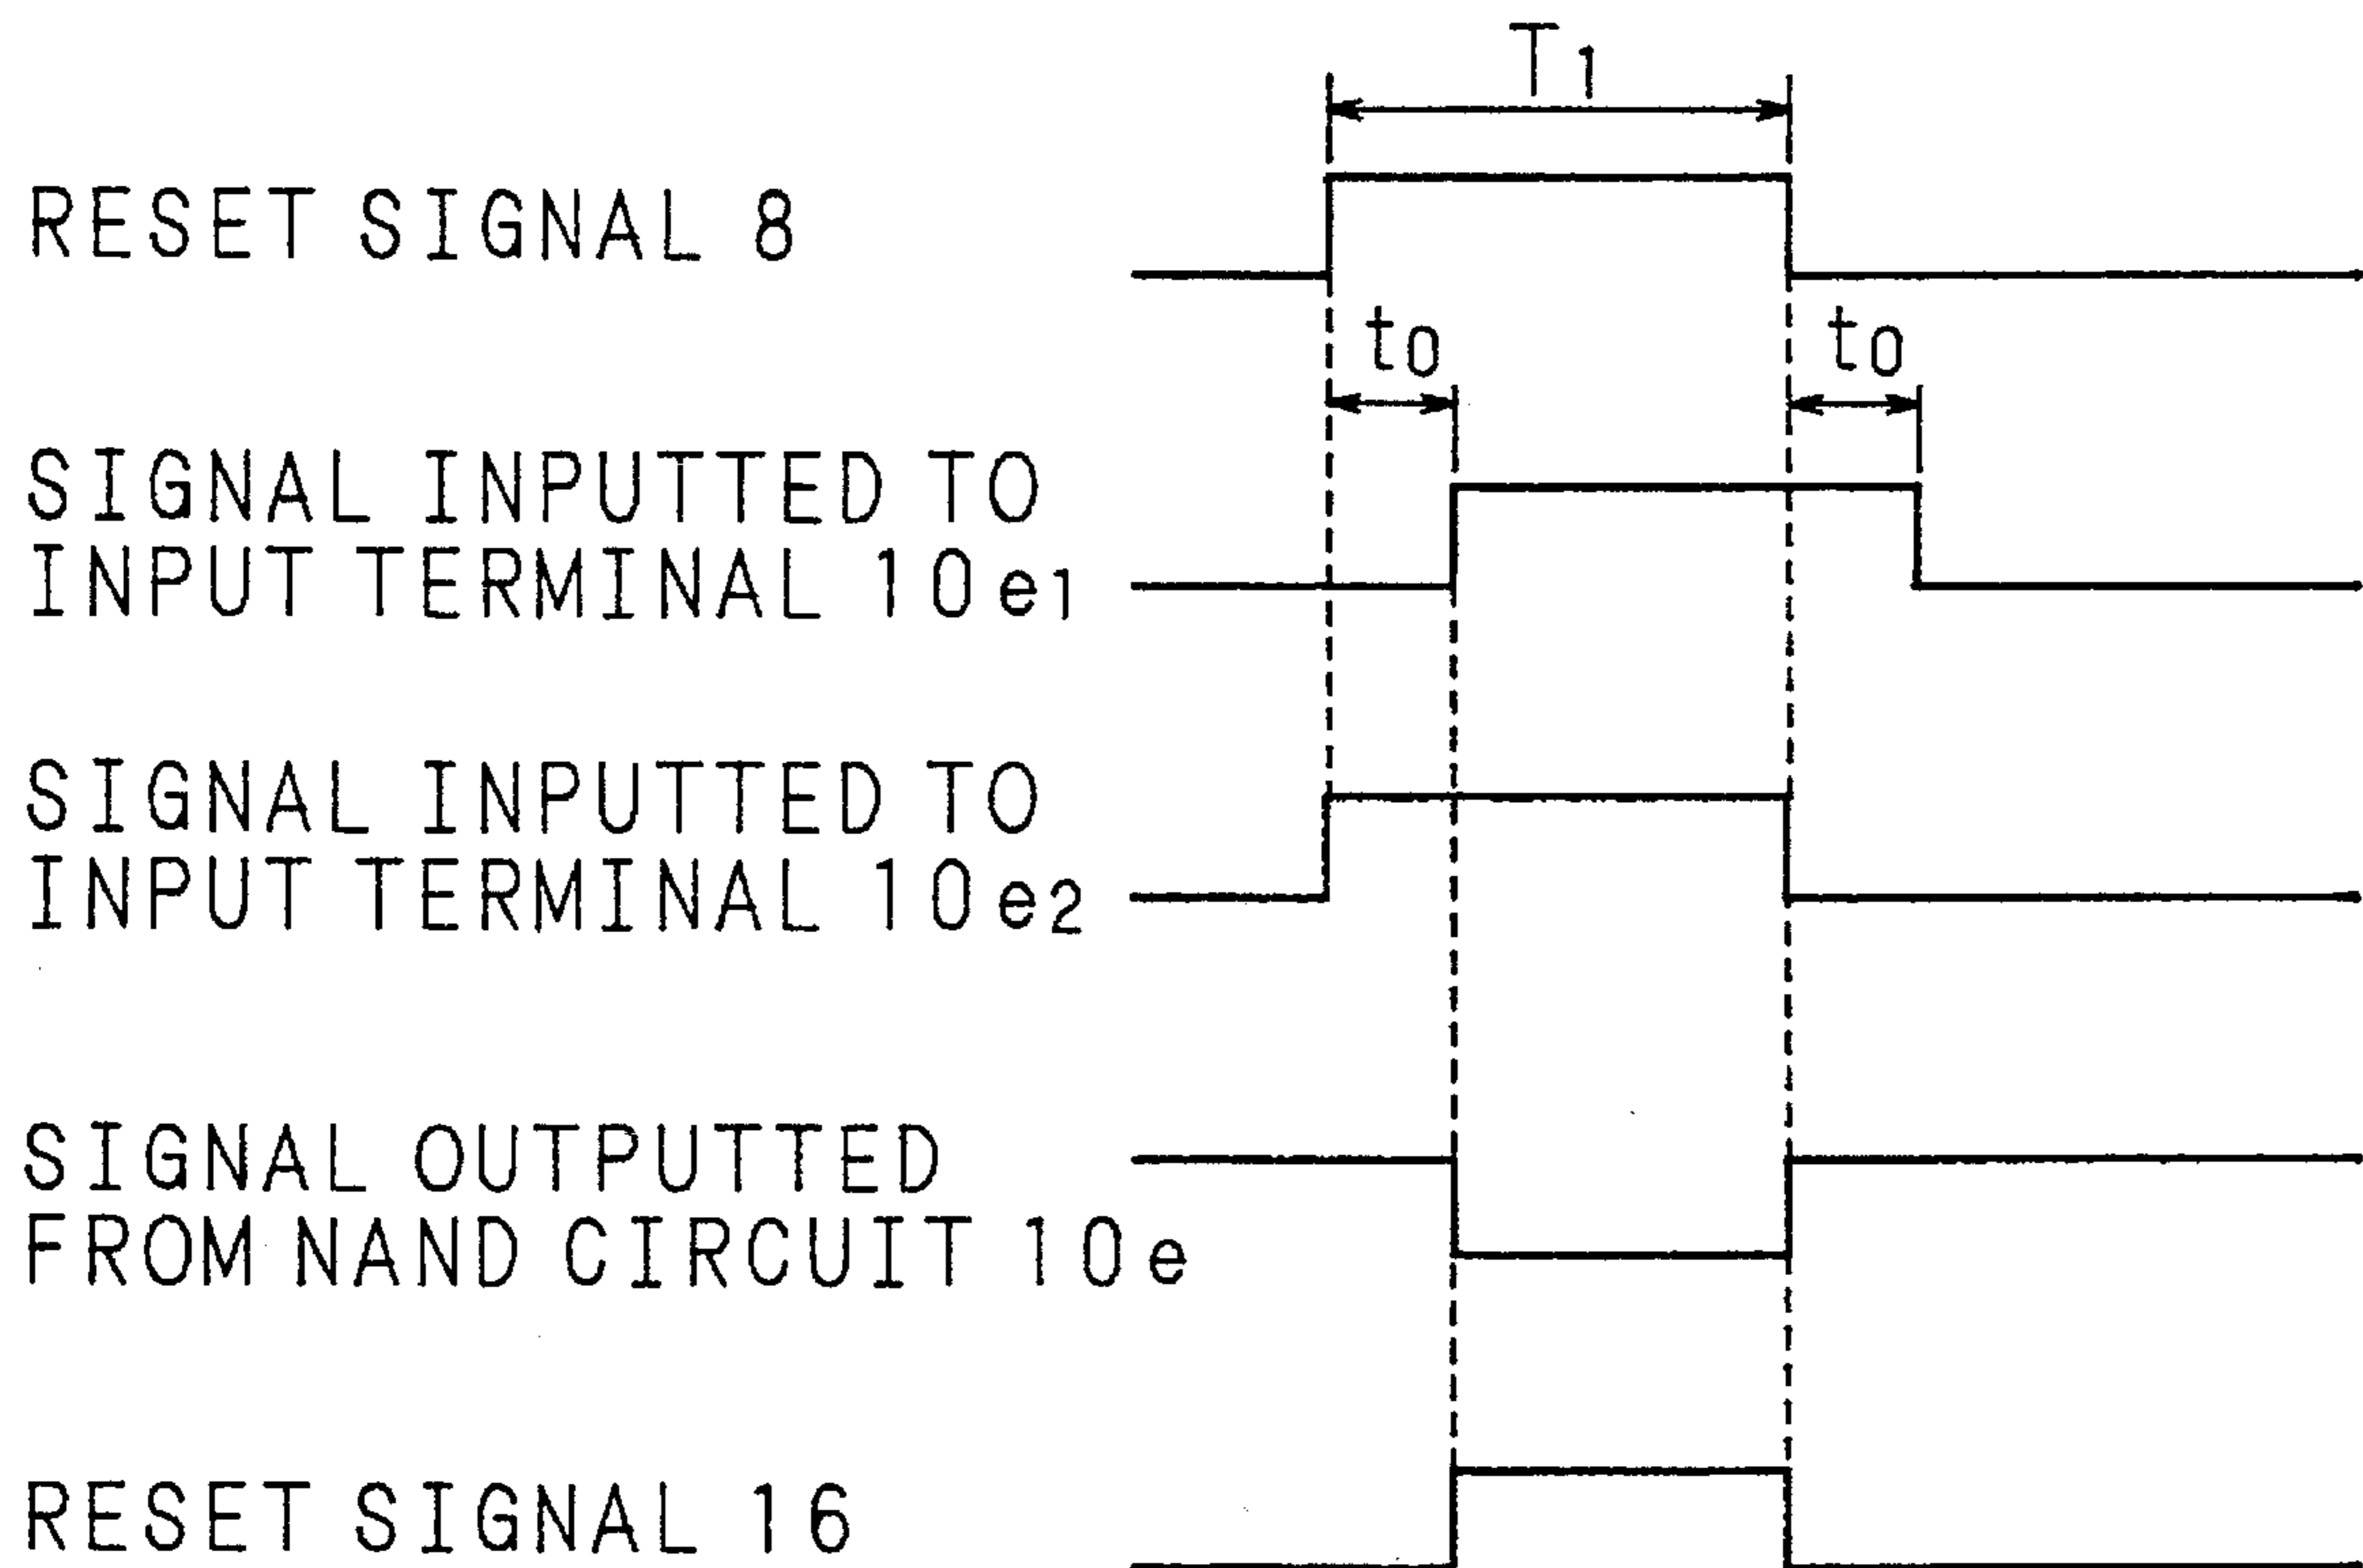 T1
RESET SIGNAL 8
to to
SIGNAL INPUTTED TO
INPUT TERMINAL 10e1
SIGNAL INPUTTED TO
INPUT TERMINAL 10e2
SIGNAL OUTPUTTED
FROM NAND CIRCUIT 10e
RESET SIGNAL 16